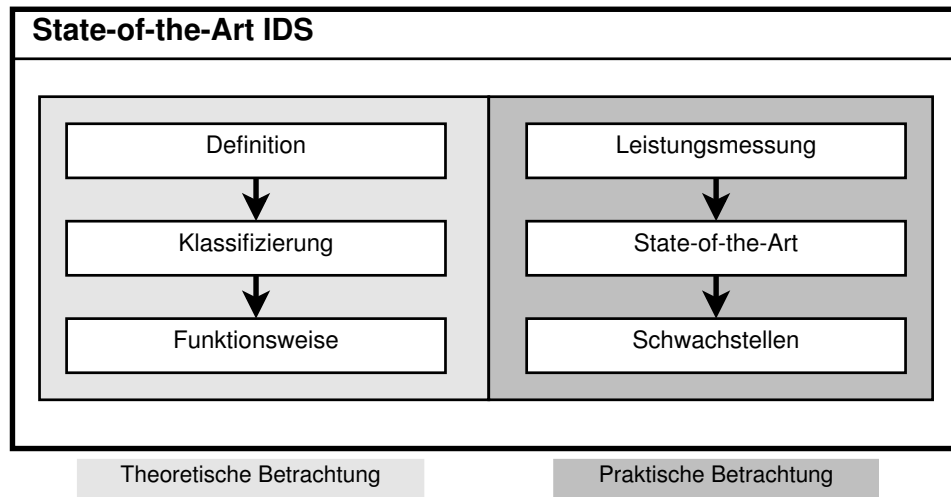 State-of-the-Art IDS
Definition
Klassifizierung
Funktionsweise
Leistungsmessung
State-of-the-Art
Schwachstellen
Theoretische Betrachtung
Praktische Betrachtung